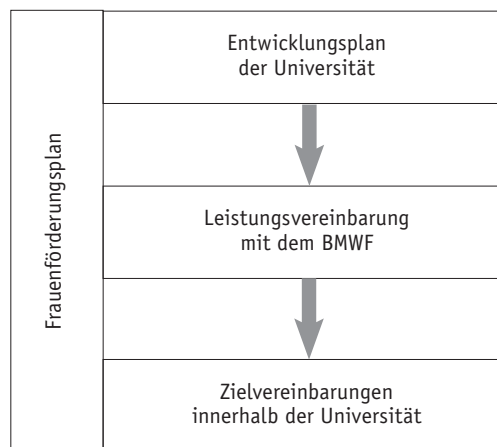 Frauenförderungsplan
Entwicklungsplan
der Universität
Leistungsvereinbarung
mit dem BMWF
Zielvereinbarungen
innerhalb der Universität